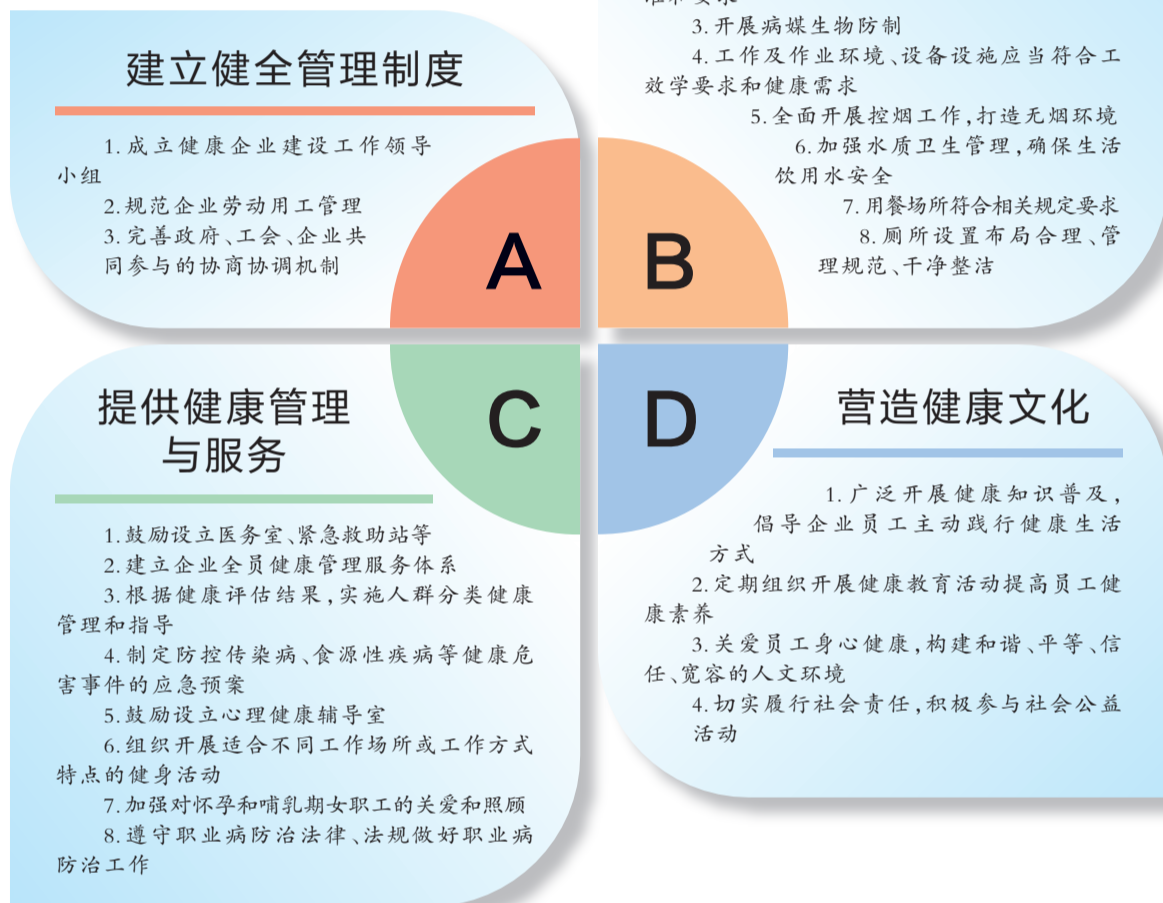 建立健全管理制度
1.成立健康企业建设工作领导
小组
2.规范企业劳动用工管理
3.完善政府、工会、企业共
同参与的协商协调机制
A
3.开展病媒生物防制
4.工作及作业环境、设备设施应当符合工
效学要求和健康需求
5.全面开展控烟工作,打造无烟环境
6.加强水质卫生管理,确保生活
饮用水安全
7.用餐场所符合相关规定要求
8.厕所设置布局合理、管
理规范、干净整洁
B
提供健康管理
与服务
1.鼓励设立医务室、紧急救助站等
2.建立企业全员健康管理服务体系
3.根据健康评估结果,实施人群分类健康
管理和指导
4.制定防控传染病、食源性疾病等健康危
害事件的应急预案
5.鼓励设立心理健康辅导室
6.组织开展适合不同工作场所或工作方式
特点的健身活动
7.加强对怀孕和哺乳期女职工的关爱和照顾
8.遵守职业病防治法律、法规做好职业病
防治工作
C
D
营造健康文化
1.广泛开展健康知识普及,
倡导企业员工主动践行健康生活
方式
2.定期组织开展健康教育活动提高员工健
康素养
3.关爱员工身心健康,构建和谐、平等、信
任、宽容的人文环境
4.切实履行社会责任,积极参与社会公益
活动